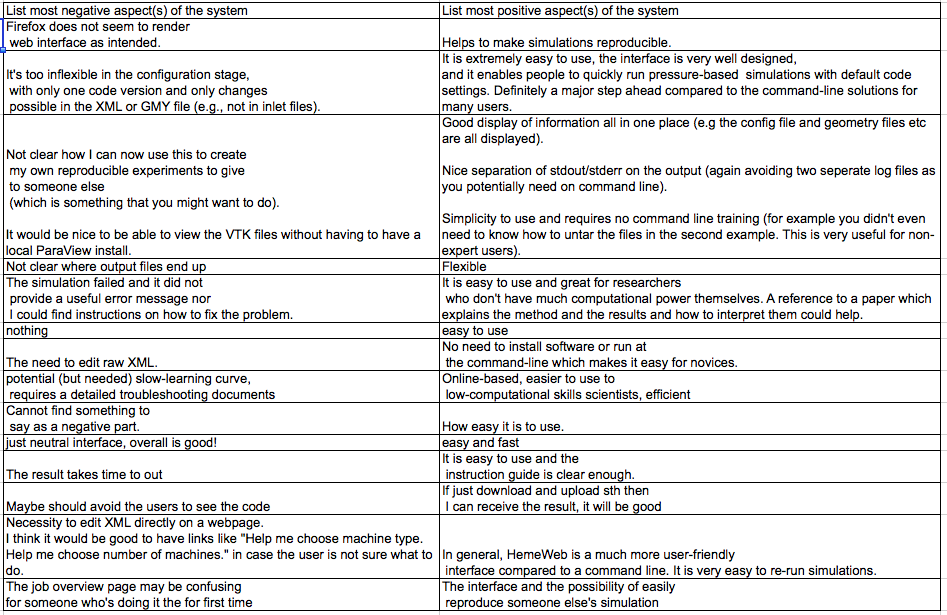 List most negative aspect(s) of the system
List most positive aspect(s) of the system
Firefox does not seem to render
web interface as intended.
Helps to make simulations reproducible.
It's too inflexible in the configuration stage,
with only one code version and only changes
possible in the XML or GMY file (e.g., not in inlet files).
It is extremely easy to use, the interface is very well designed,
and it enables people to quickly run pressure-based simulations with default code
settings. Definitely a major step ahead compared to the command-line solutions for
many users.
Not clear how I can now use this to create
my own reproducible experiments to give
to someone else
(which is something that you might want to do).
It would be nice to be able to view the VTK files without having to have a
local ParaView install.
Good display of information all in one place (e.g the config file and geometry files etc
are all displayed).
Nice separation of stdout/stderr on the output (again avoiding two seperate log files as
you potentially need on command line).
Simplicity to use and requires no command line training (for example you didn't even
need to know how to untar the files in the second example. This is very useful for non-
expert users).
Not clear where output files end up
Flexible
The simulation failed and it did not
provide a useful error message nor
I could find instructions on how to fix the problem.
It is easy to use and great for researchers
who don't have much computational power themselves. A reference to a paper which
explains the method and the results and how to interpret them could help.
nothing
easy to use
The need to edit raw XML.
No need to install software or run at
the command-line which makes it easy for novices.
potential (but needed) slow-learning curve,
requires a detailed troubleshooting documents
Online-based, easier to use to
low-computational skills scientists, efficient
Cannot find something to
say as a negative part.
How easy it is to use.
just neutral interface, overall is good!
easy and fast
The result takes time to out
It is easy to use and the
instruction guide is clear enough.
Maybe should avoid the users to see the code
If just download and upload sth then
I can receive the result, it will be good
Necessity to edit XML directly on a webpage.
I think it would be good to have links like "Help me choose machine type.
Help me choose number of machines." in case the user is not sure what to
do.
In general, HemeWeb is a much more user-friendly
interface compared to a command line. It is very easy to re-run simulations.
The job overview page may be confusing
for someone who's doing it the for first time
The interface and the possibility of easily
reproduce someone else's simulation